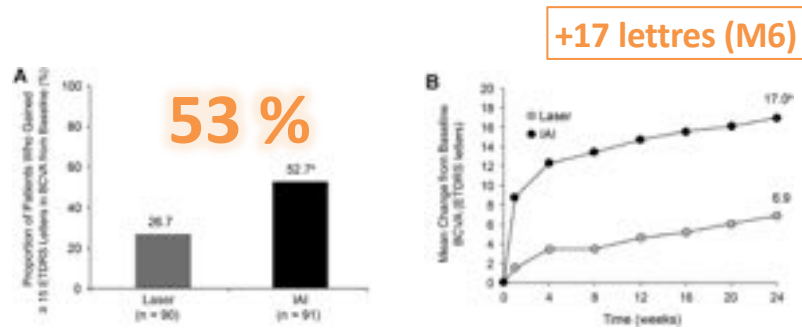 +17 lettres (M6)
A
53 %
Proportion of Patients Who Gained
≥ 15 ETDRS Letters in BCVA from Baseline (%)
100
80
60
40
20
0
26.7
52.7ᵃ
Laser
(n = 90)
IAI
(n = 91)
B
Mean Change from Baseline
BCVA (ETDRS letters)
20
18
16
14
12
10
8
6
4
2
0
Laser
IAI
17.0ᵇ
6.9
0 4 8 12 16 20 24
Time (weeks)